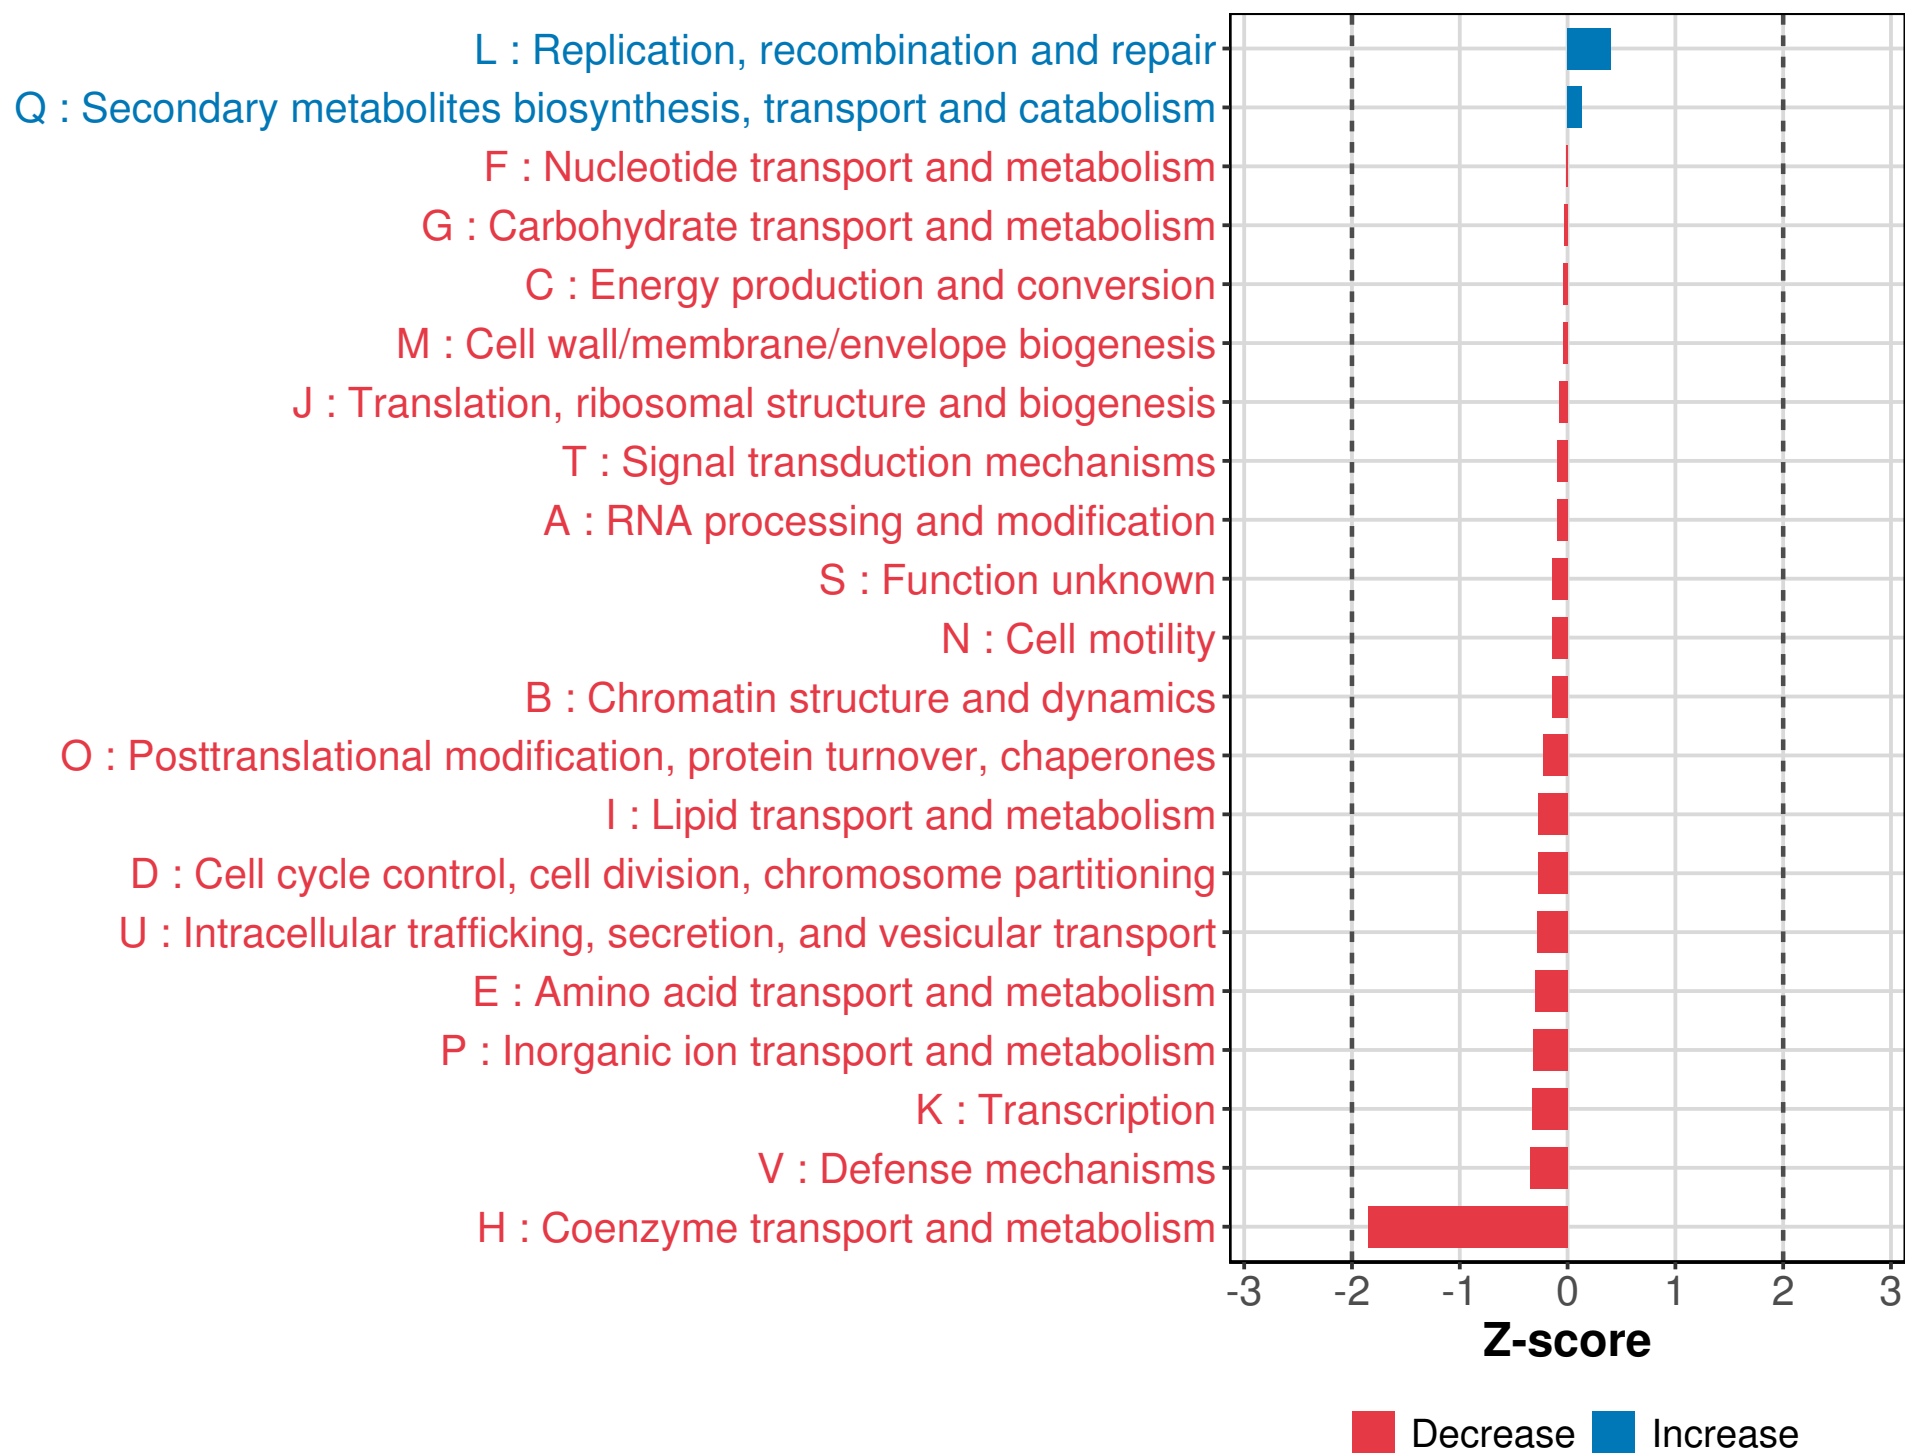 L : Replication, recombination and repair
Q : Secondary metabolites biosynthesis, transport and catabolism
F : Nucleotide transport and metabolism
G : Carbohydrate transport and metabolism
C : Energy production and conversion
M : Cell wall/membrane/envelope biogenesis
J : Translation, ribosomal structure and biogenesis
T : Signal transduction mechanisms
A : RNA processing and modification
S : Function unknown
N : Cell motility
B : Chromatin structure and dynamics
O : Posttranslational modification, protein turnover, chaperones
I : Lipid transport and metabolism
D : Cell cycle control, cell division, chromosome partitioning
U : Intracellular trafficking, secretion, and vesicular transport
E : Amino acid transport and metabolism
P : Inorganic ion transport and metabolism
K : Transcription
V : Defense mechanisms
H : Coenzyme transport and metabolism
-3 -2 -1 0 1 2 3
Z-score
Decrease Increase